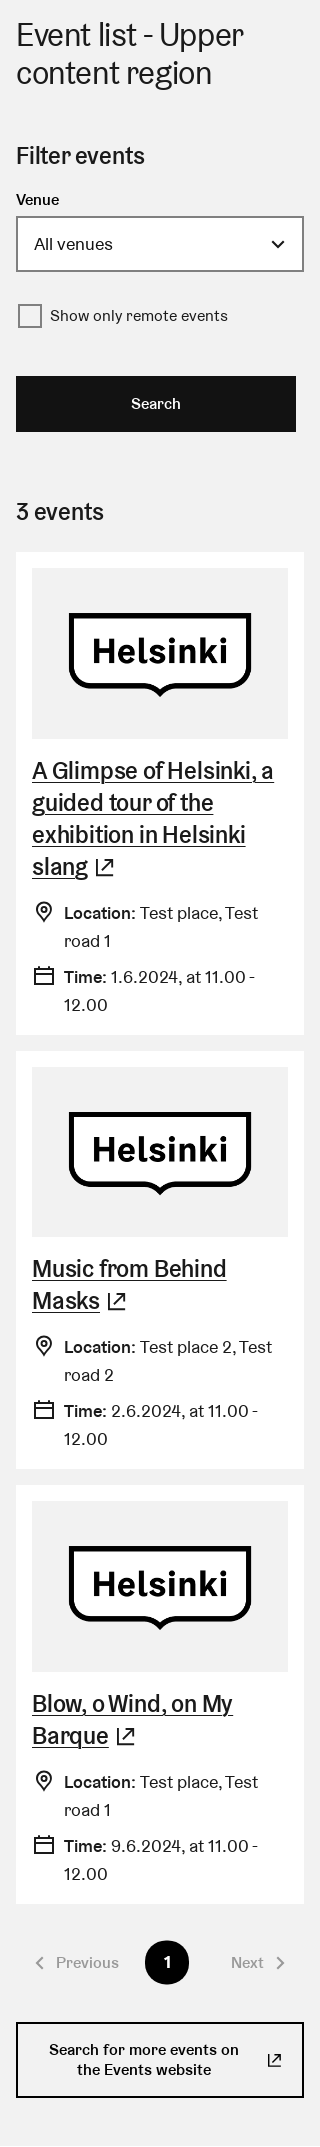 Event list - Upper
content region
Filter events
Venue
All venues
Show only remote events
Search
3 events
Helsinki
A Glimpse of Helsinki, a
guided tour of the
exhibition in Helsinki
slang
Location: Test place, Test
road 1
Time: 1.6.2024, at 11.00 -
12.00
Helsinki
Music from Behind
Masks
Location: Test place 2, Test
road 2
Time: 2.6.2024, at 11.00 -
12.00
Helsinki
Blow, o Wind, on My
Barque
Location: Test place, Test
road 1
Time: 9.6.2024, at 11.00 -
12.00
Previous 1 Next
Search for more events on
the Events website